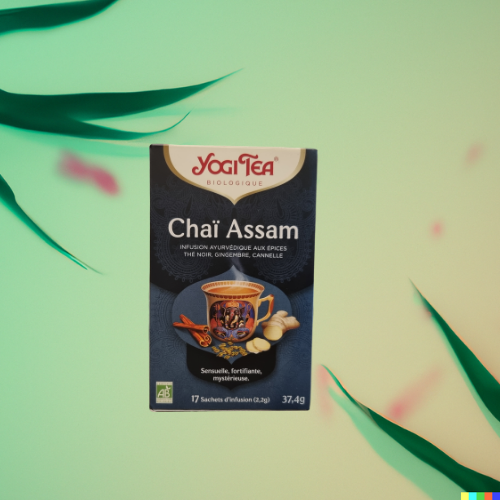 YOGI TEA®
BIOLOGIQUE
Chaï Assam
INFUSION AYURVÉDIQUE AUX ÉPICES
THÉ NOIR, GINGEMBRE, CANNELLE
Sensuelle, fortifiante,
mystérieuse.
AB
17 Sachets d'infusion (2,2g) 37.4g